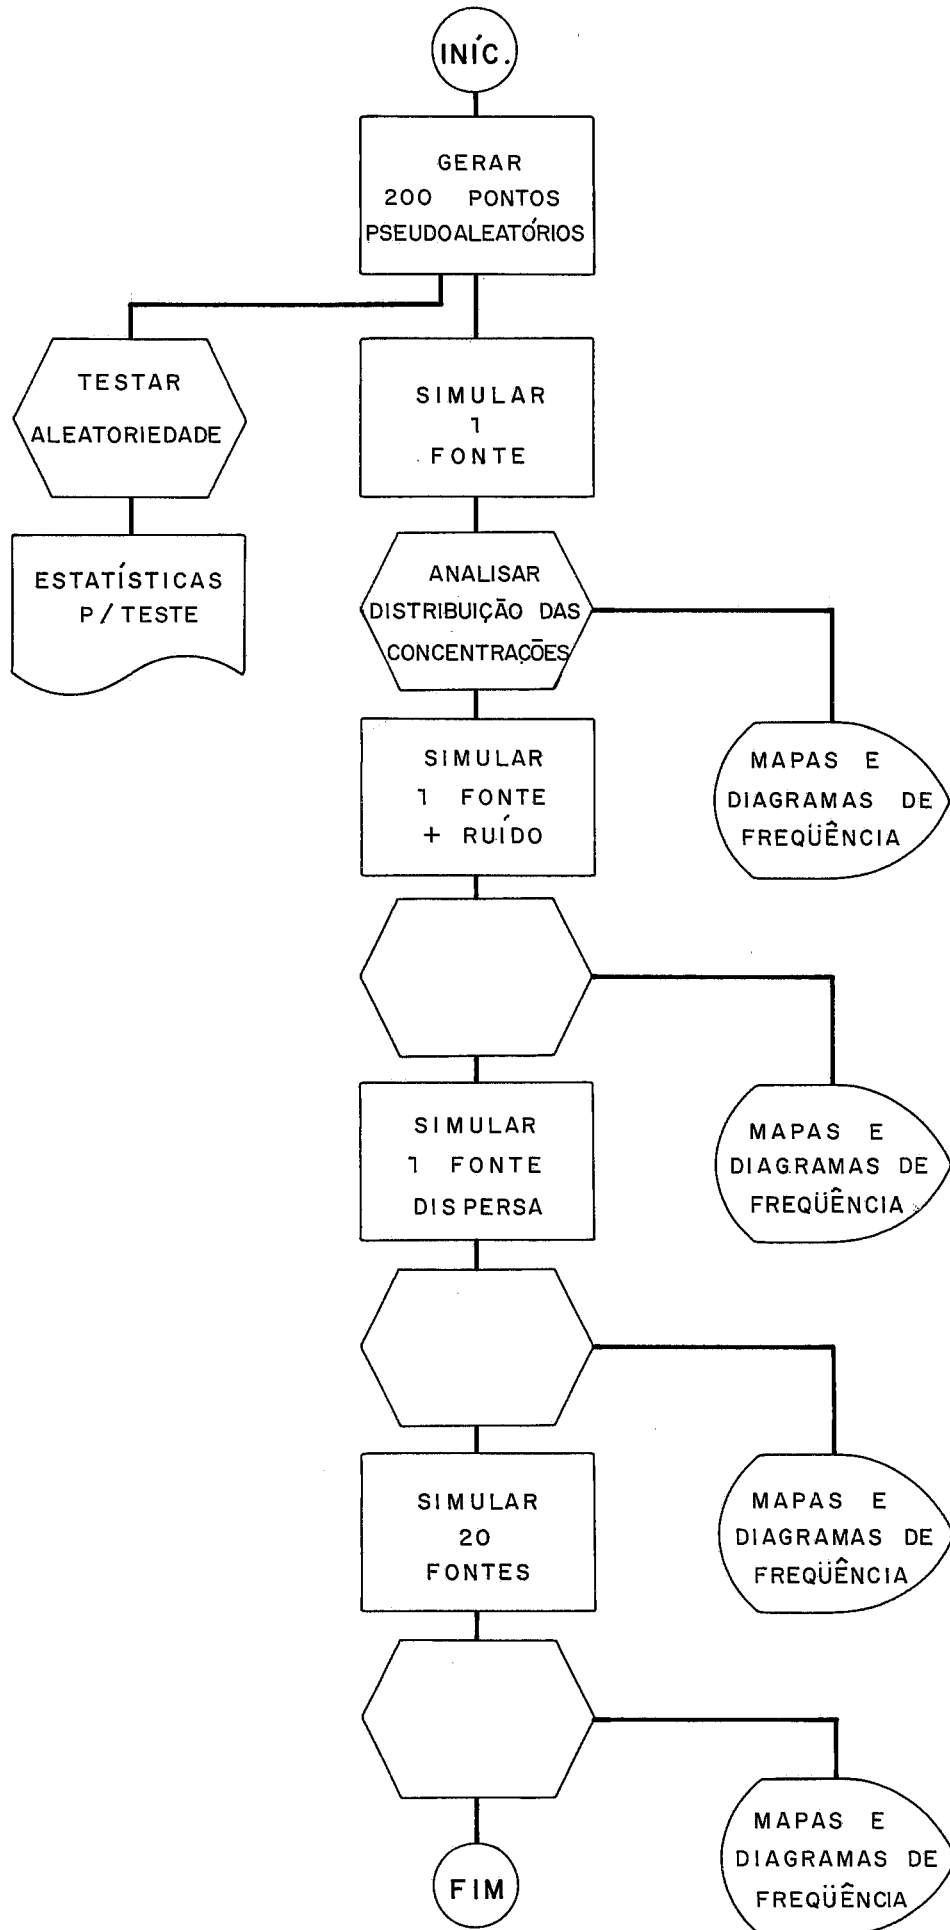 INÍC.
GERAR
200 PONTOS
PSEUDOALEATÓRIOS
TESTAR
ALEATORIEDADE
ESTATÍSTICAS
P/TESTE
SIMULAR
1
FONTE
ANALISAR
DISTRIBUIÇÃO DAS
CONCENTRAÇÕES
MAPAS E
DIAGRAMAS DE
FREQÜÊNCIA
SIMULAR
1 FONTE
+ RUÍDO
MAPAS E
DIAGRAMAS DE
FREQÜÊNCIA
SIMULAR
1 FONTE
DISPERSA
MAPAS E
DIAGRAMAS DE
FREQÜÊNCIA
SIMULAR
20
FONTES
MAPAS E
DIAGRAMAS DE
FREQÜÊNCIA
FIM